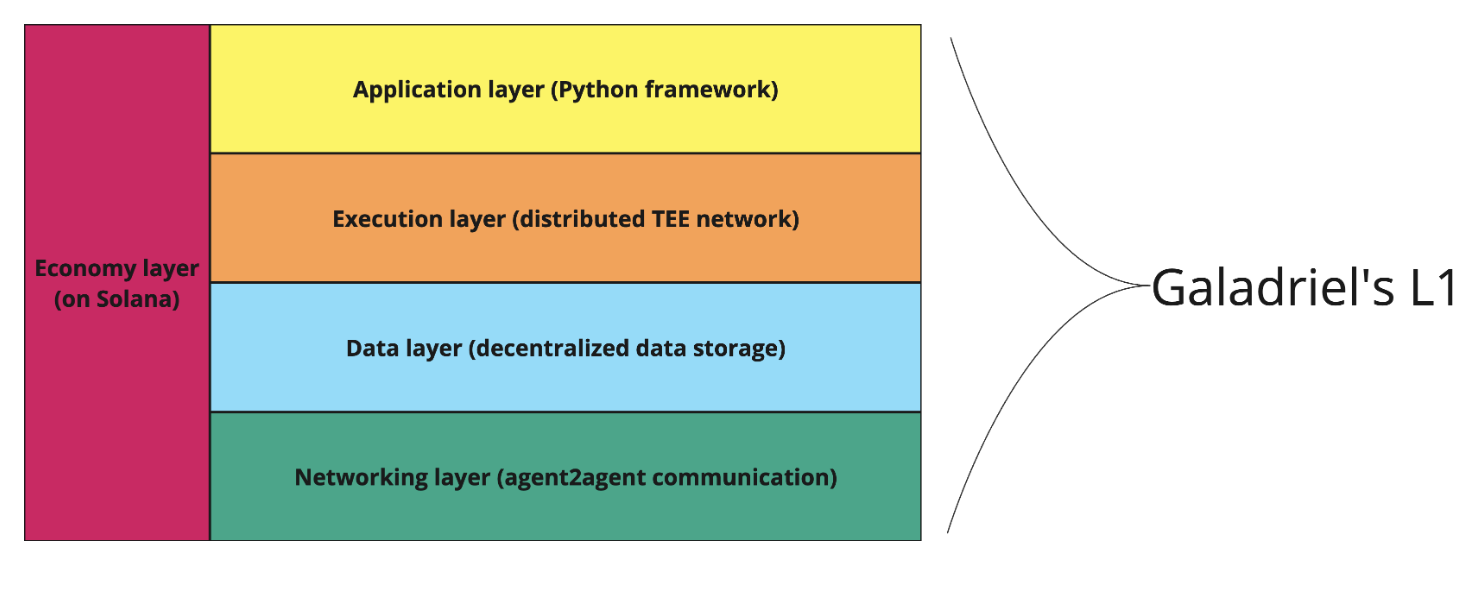 Application layer (Python framework)
Execution layer (distributed TEE network)
Economy layer
(on Solana)
Data layer (decentralized data storage)
Networking layer (agent2agent communication)
Galadriel's L1